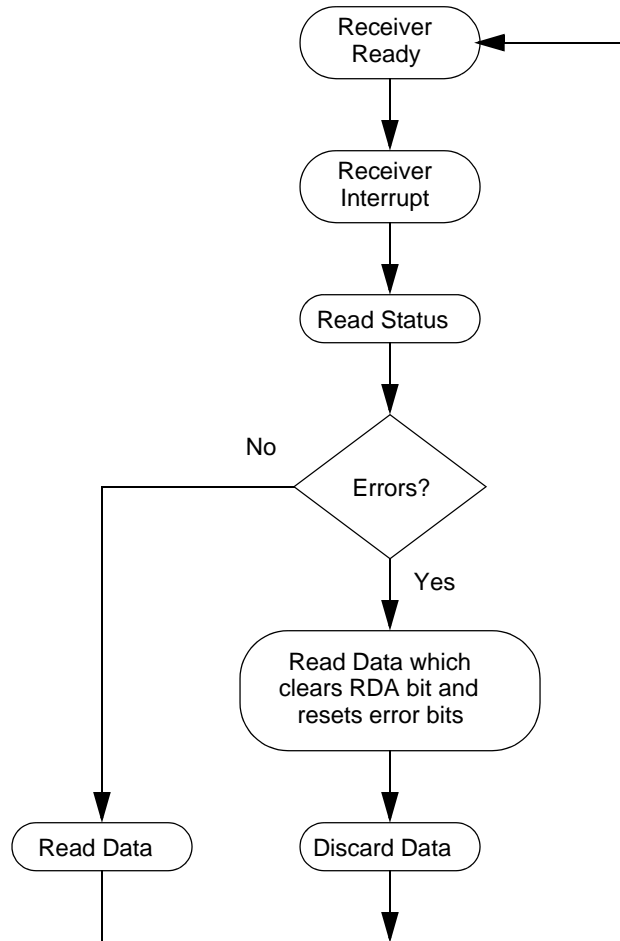 Receiver
Ready
Receiver
Interrupt
Read Status
No
Errors?
Yes
Read Data which
clears RDA bit and
resets error bits
Read Data
Discard Data